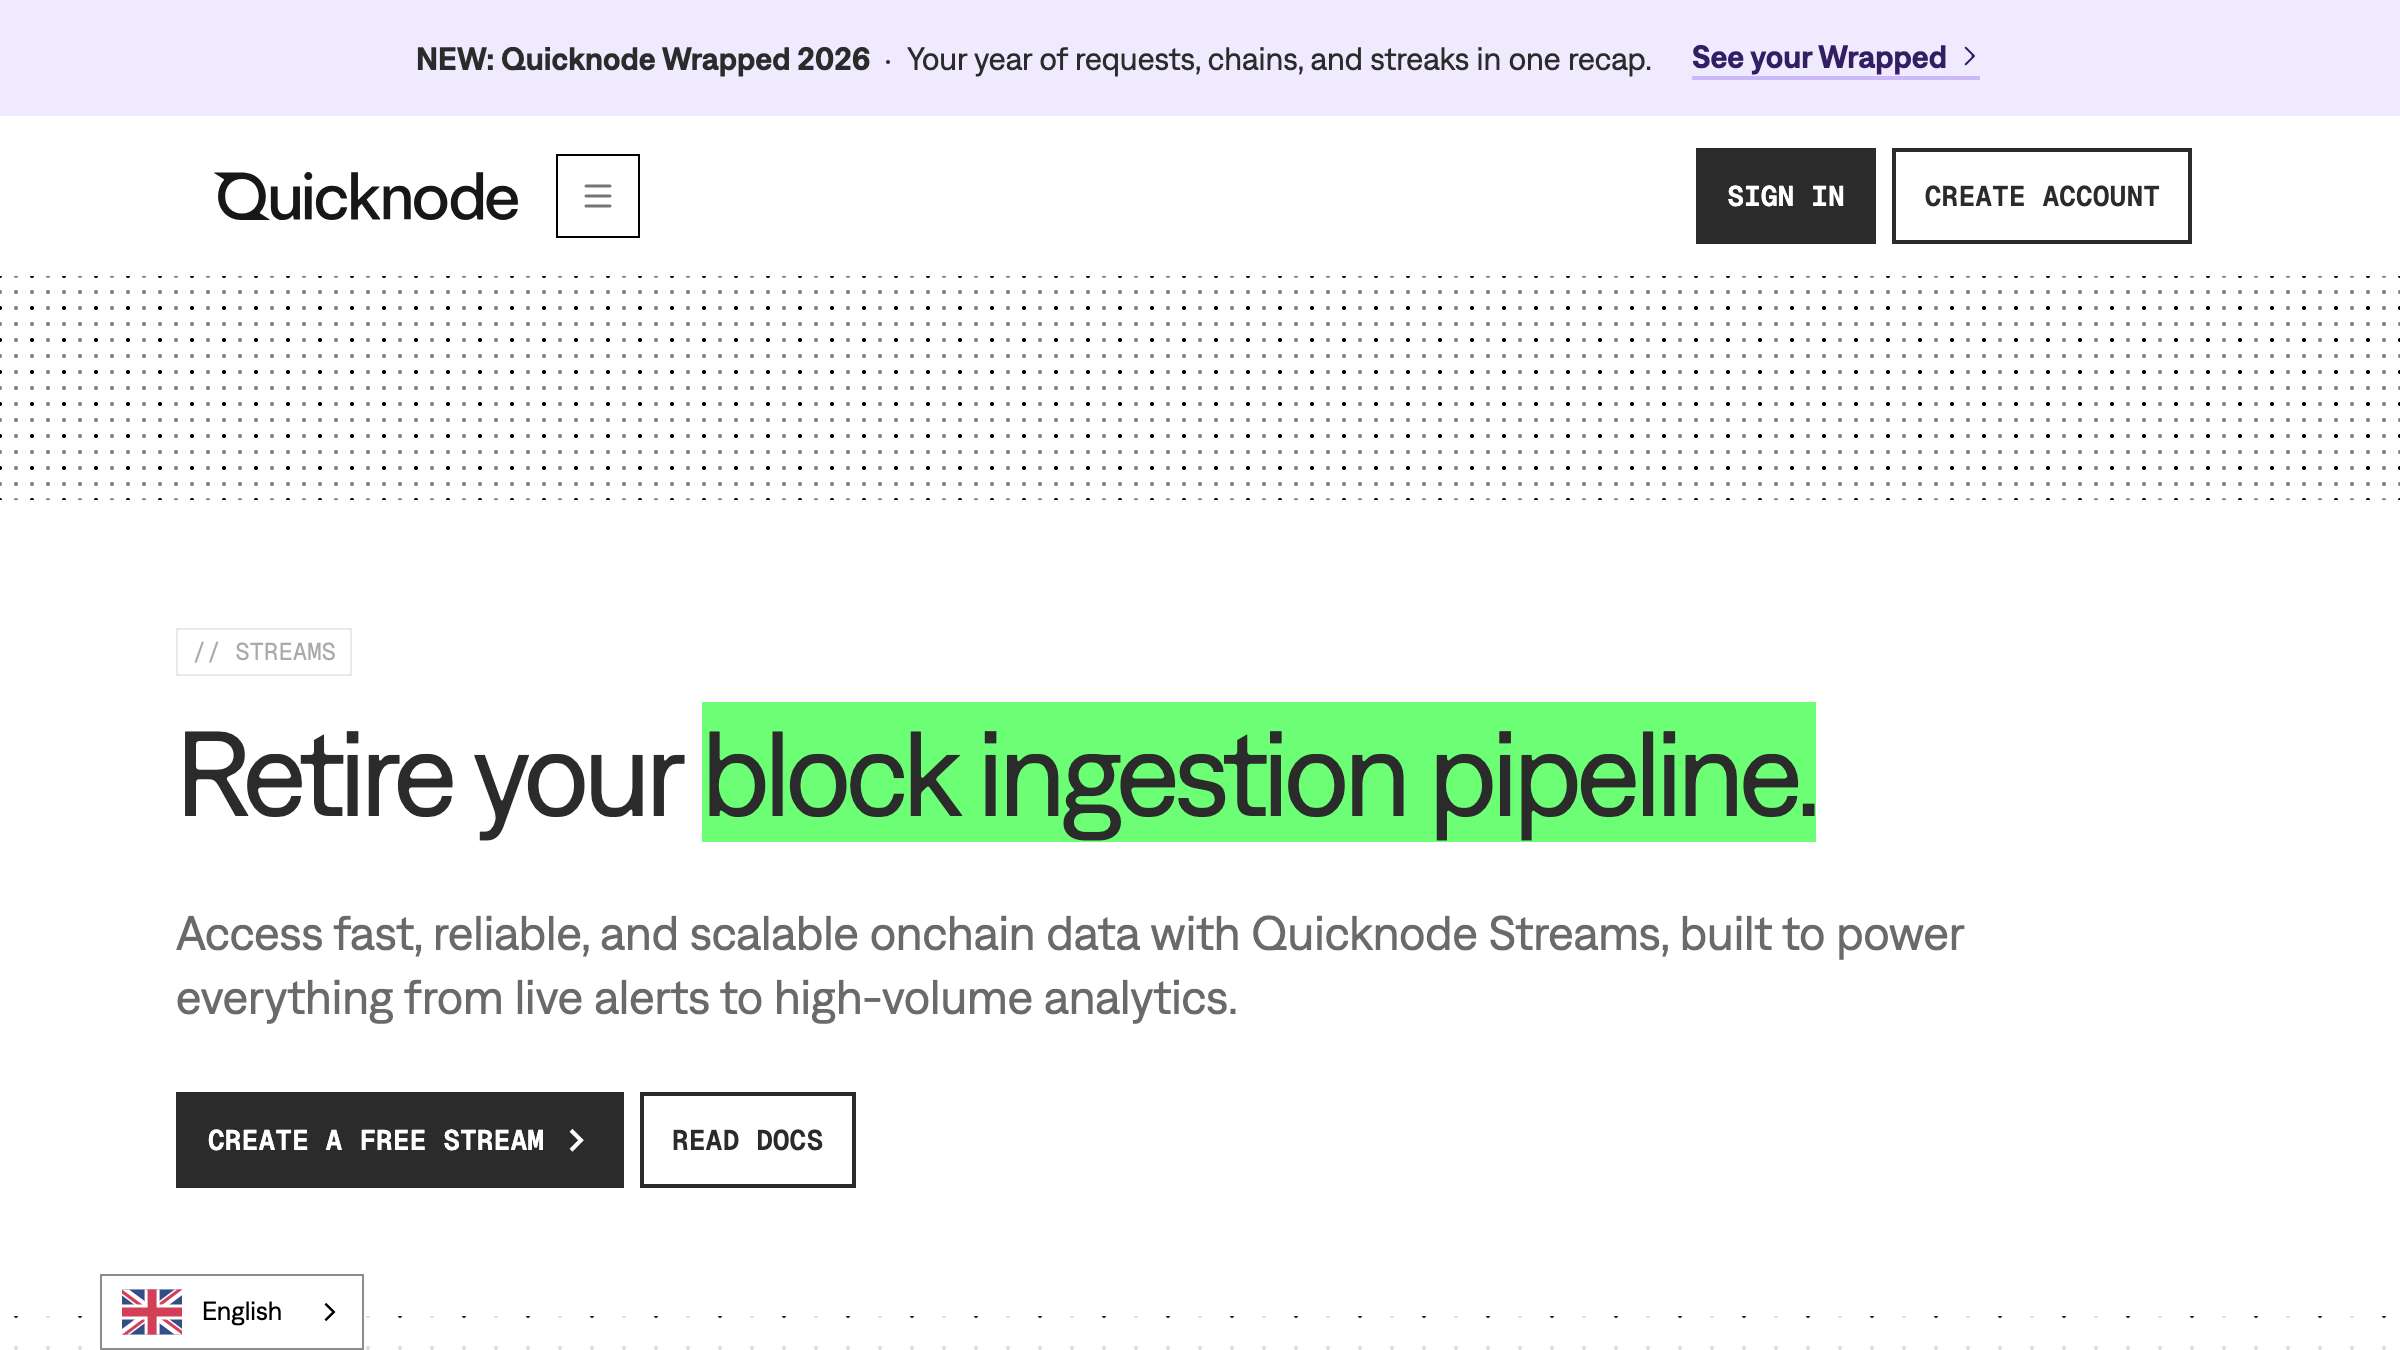 NEW: Quicknode Wrapped 2026 · Your year of requests, chains, and streaks in one recap. See your Wrapped
Quicknode
SIGN IN
CREATE ACCOUNT
// STREAMS
Retire your block ingestion pipeline.
Access fast, reliable, and scalable onchain data with Quicknode Streams, built to power
everything from live alerts to high-volume analytics.
CREATE A FREE STREAM
READ DOCS
English